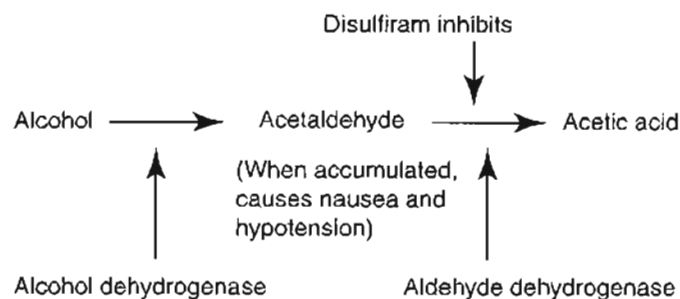 Disulfiram inhibits
Alcohol
Acetaldehyde
Acetic acid
(When accumulated,
causes nausea and
hypotension)
Alcohol dehydrogenase
Aldehyde dehydrogenase